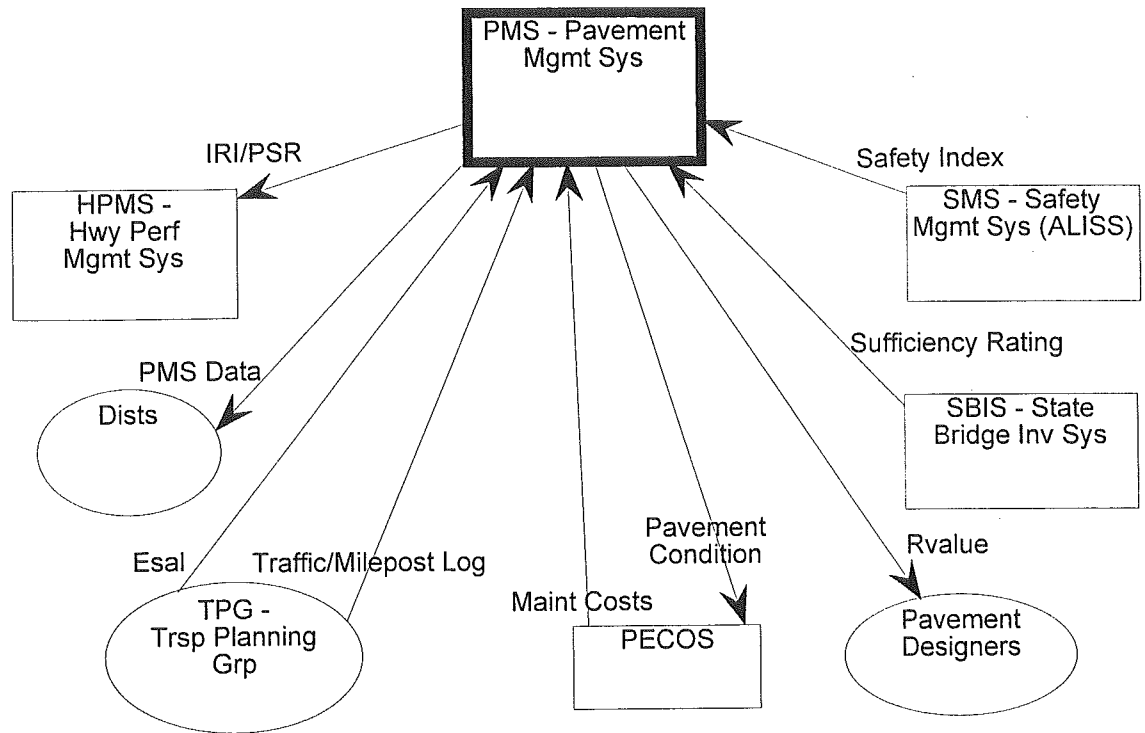 PMS - Pavement
Mgmt Sys
IRI/PSR
Safety Index
HPMS -
Hwy Perf
Mgmt Sys
SMS - Safety
Mgmt Sys (ALISS)
Sufficiency Rating
PMS Data
Dists
SBIS - State
Bridge Inv Sys
Esal
Traffic/Milepost Log
Pavement
Condition
Rvalue
Maint Costs
TPG -
Trsp Planning
Grp
PECOS
Pavement
Designers